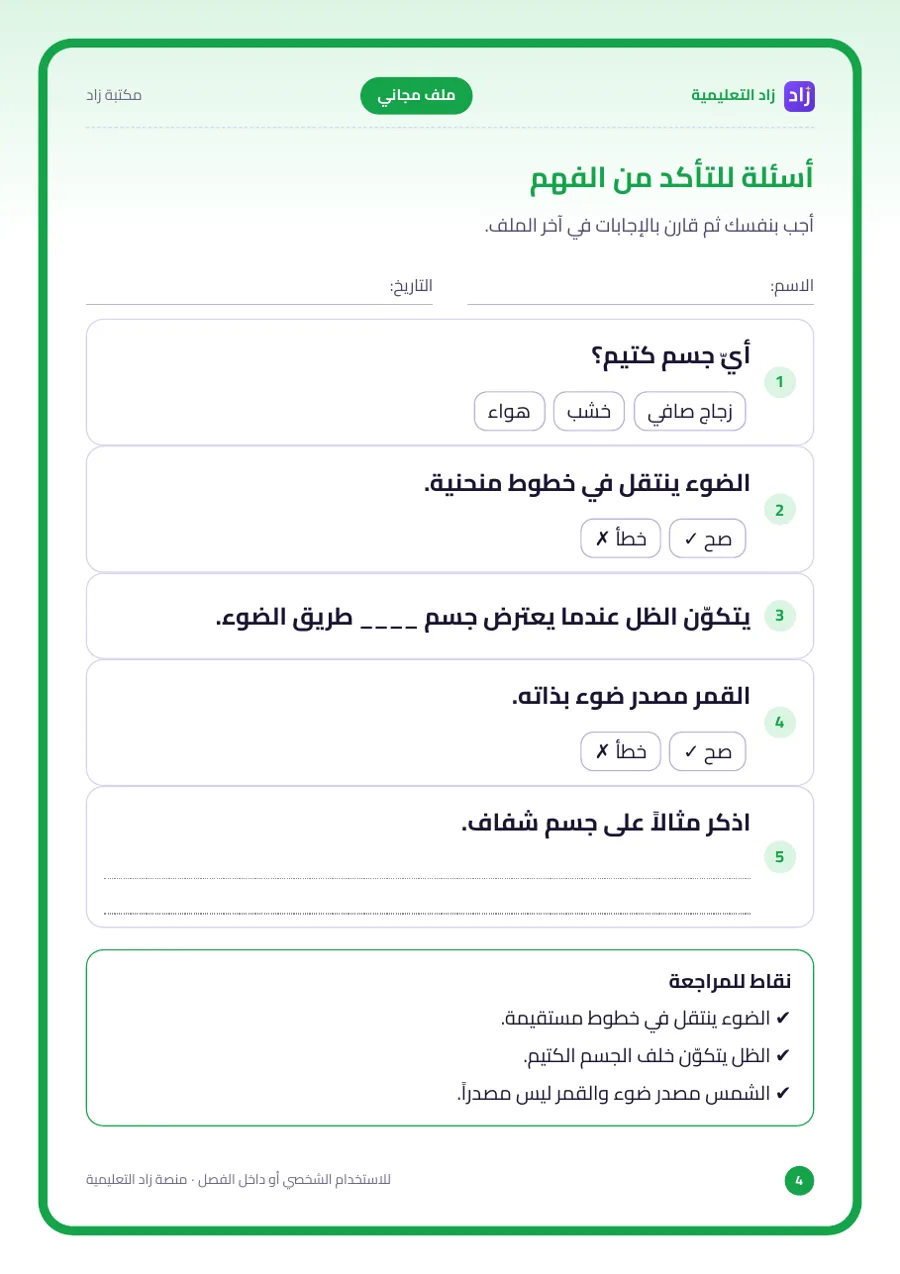 زاد زاد التعليمية
ملف مجاني
مكتبة زاد
أسئلة للتأكد من الفهم
أجب بنفسك ثم قارن بالإجابات في آخر الملف.
الاسم:
التاريخ:
1
أيّ جسم كتيم؟
زجاج صافي
خشب
هواء
2
الضوء ينتقل في خطوط منحنية.
صح ✓
خطأ ✗
3
يتكوّن الظل عندما يعترض جسم ____ طريق الضوء.
4
القمر مصدر ضوء بذاته.
صح ✓
خطأ ✗
5
اذكر مثالاً على جسم شفاف.
نقاط للمراجعة
✔ الضوء ينتقل في خطوط مستقيمة.
✔ الظل يتكوّن خلف الجسم الكتيم.
✔ الشمس مصدر ضوء والقمر ليس مصدراً.
4
للاستخدام الشخصي أو داخل الفصل · منصة زاد التعليمية